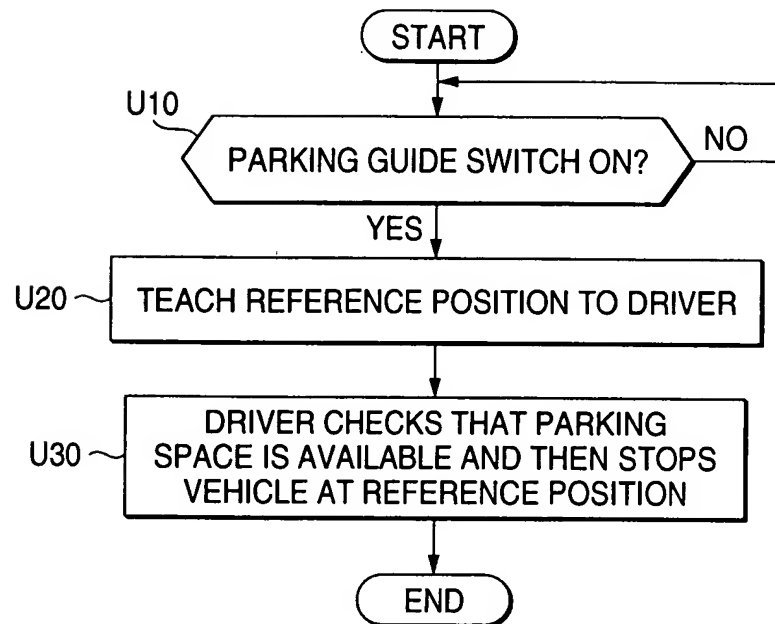 START
U10
PARKING GUIDE SWITCH ON?
NO
YES
U20
TEACH REFERENCE POSITION TO DRIVER
U30
DRIVER CHECKS THAT PARKING
SPACE IS AVAILABLE AND THEN STOPS
VEHICLE AT REFERENCE POSITION
END